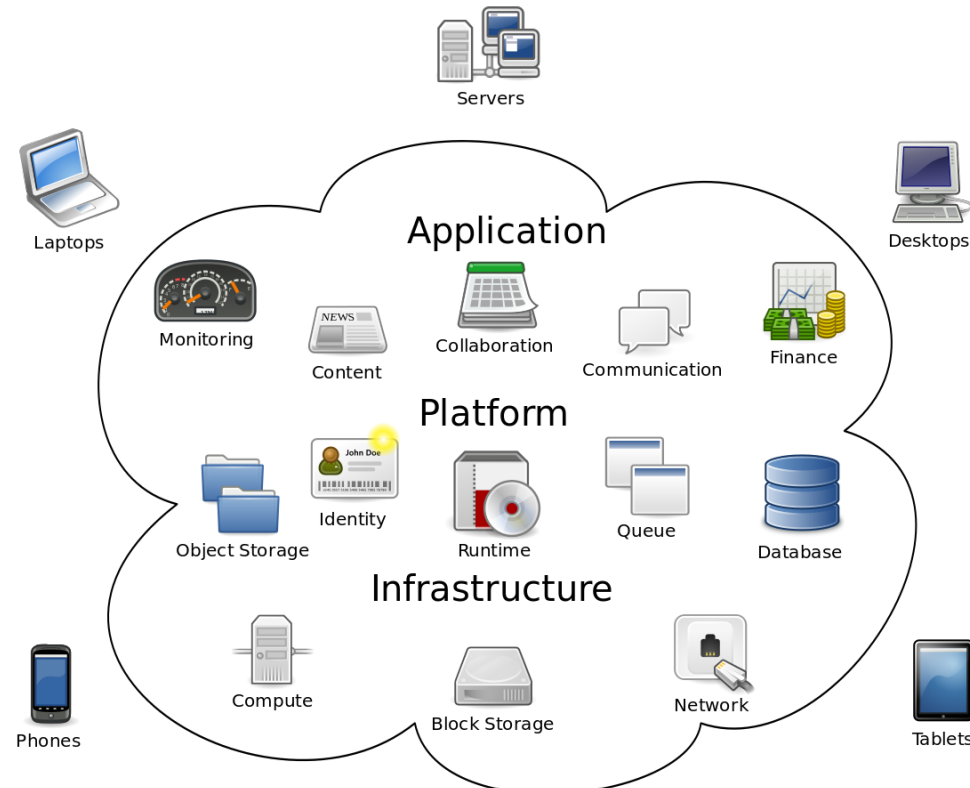 Servers
Laptops
Desktops
Application
Monitoring
NEWS
Content
Collaboration
Communication
Finance
Platform
John Doe
Object Storage
Identity
Runtime
Queue
Database
Infrastructure
Compute
Block Storage
Network
Phones
Tablets